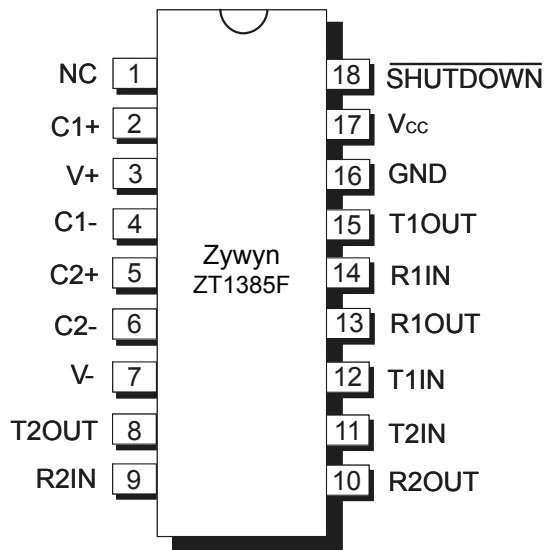 NC 1
C1+ 2
V+ 3
C1- 4
C2+ 5
C2- 6
V- 7
T2OUT 8
R2IN 9
Zywyn
ZT1385F
18 SHUTDOWN
17 Vcc
16 GND
15 T1OUT
14 R1IN
13 R1OUT
12 T1IN
11 T2IN
10 R2OUT